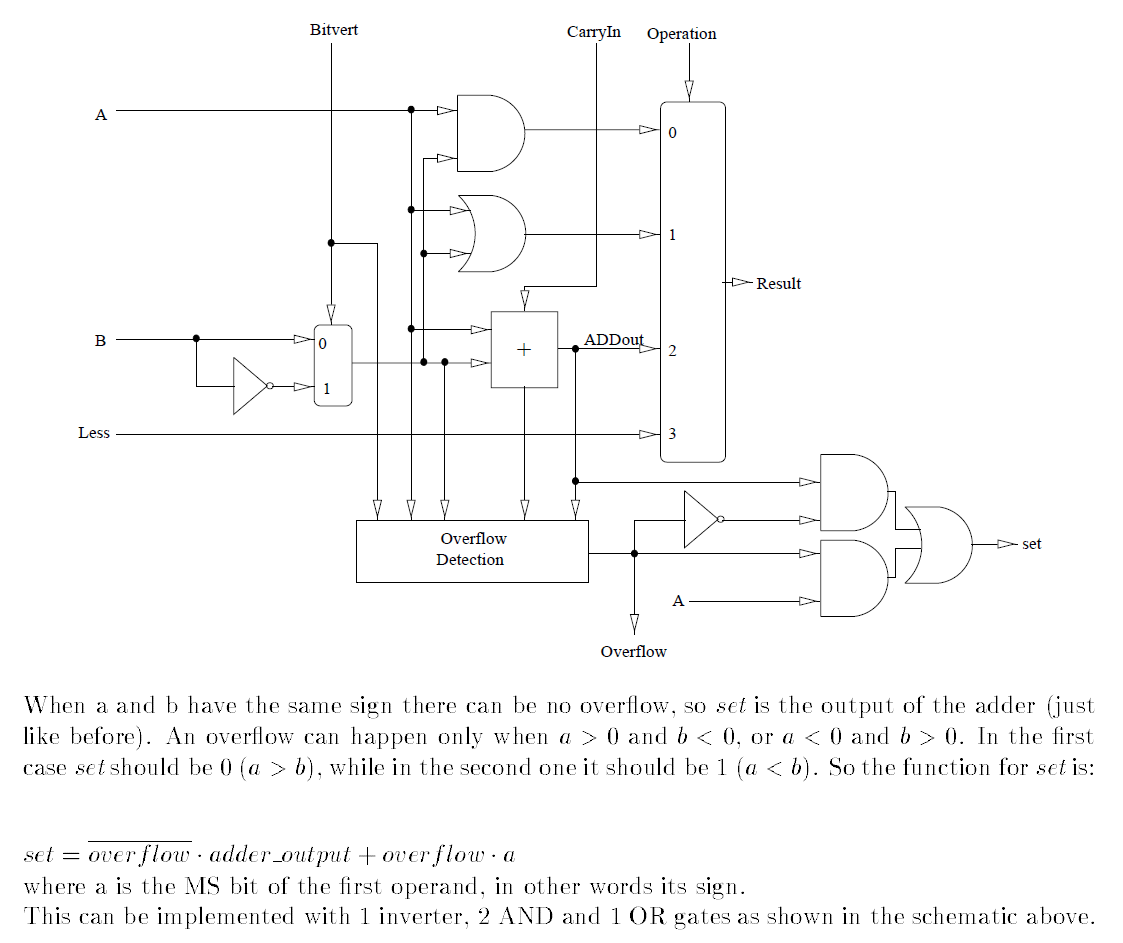 Bitvert
CarryIn
Operation
A
0
1
Result
B
0
+
ADDout
2
1
Less
3
Overflow
Detection
set
A
Overflow
When a and b have the same sign there can be no overflow, so set is the output of the adder (just
like before). An overflow can happen only when a > 0 and b < 0, or a < 0 and b > 0. In the first
case set should be 0 (a > b), while in the second one it should be 1 (a < b). So the function for set is:
set = \overline{overflow} · adder_output + overflow · a
where a is the MS bit of the first operand, in other words its sign.
This can be implemented with 1 inverter, 2 AND and 1 OR gates as shown in the schematic above.